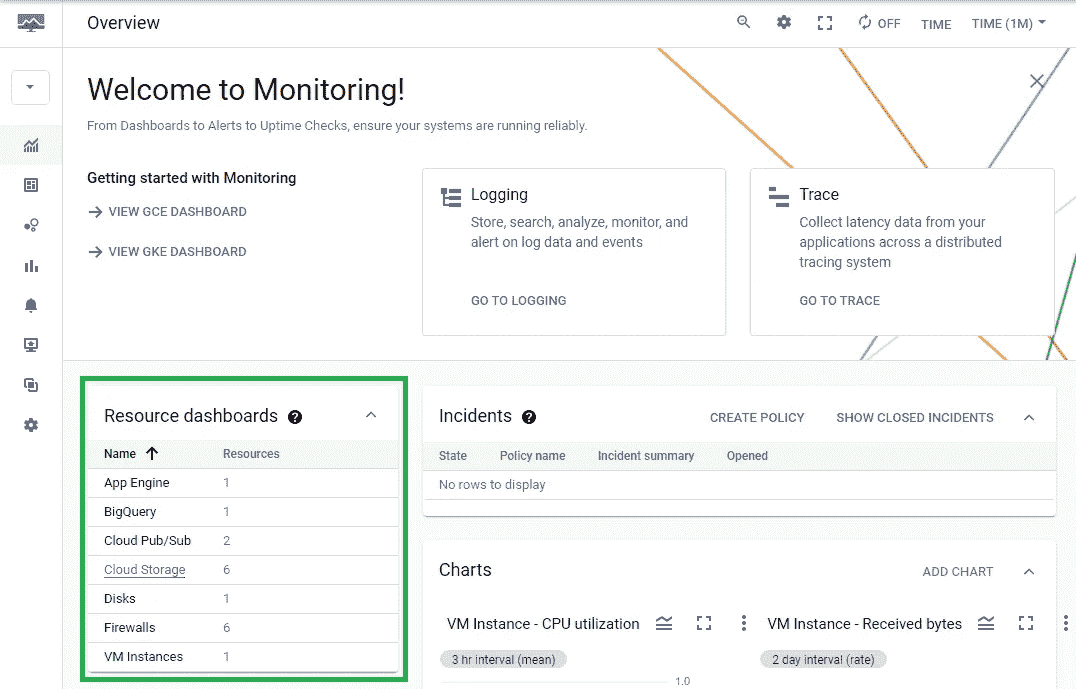 Overview
OFF
TIME
TIME (1M)
Welcome to Monitoring!
From Dashboards to Alerts to Uptime Checks, ensure your systems are running reliably.
Getting started with Monitoring
VIEW GCE DASHBOARD
VIEW GKE DASHBOARD
Logging
Store, search, analyze, monitor, and
alert on log data and events
GO TO LOGGING
Trace
Collect latency data from your
applications across a distributed
tracing system
GO TO TRACE
Resource dashboards ?
Name Resources
App Engine 1
BigQuery 1
Cloud Pub/Sub 2
Cloud Storage 6
Disks 1
Firewalls 6
VM Instances 1
Incidents ?
CREATE POLICY
SHOW CLOSED INCIDENTS
State Policy name Incident summary Opened
No rows to display
Charts
ADD CHART
VM Instance - CPU utilization
3 hr interval (mean)
1.0
VM Instance - Received bytes
2 day interval (rate)